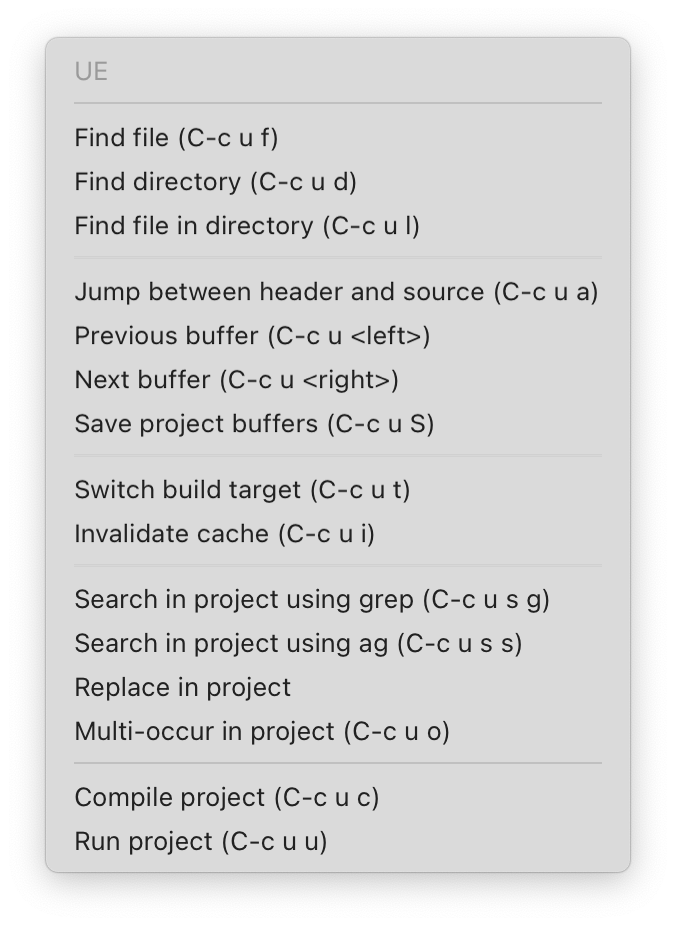 UE
Find file (C-c u f)
Find directory (C-c u d)
Find file in directory (C-c u l)
Jump between header and source (C-c u a)
Previous buffer (C-c u <left>)
Next buffer (C-c u <right>)
Save project buffers (C-c u S)
Switch build target (C-c u t)
Invalidate cache (C-c u i)
Search in project using grep (C-c u s g)
Search in project using ag (C-c u s s)
Replace in project
Multi-occur in project (C-c u o)
Compile project (C-c u c)
Run project (C-c u u)